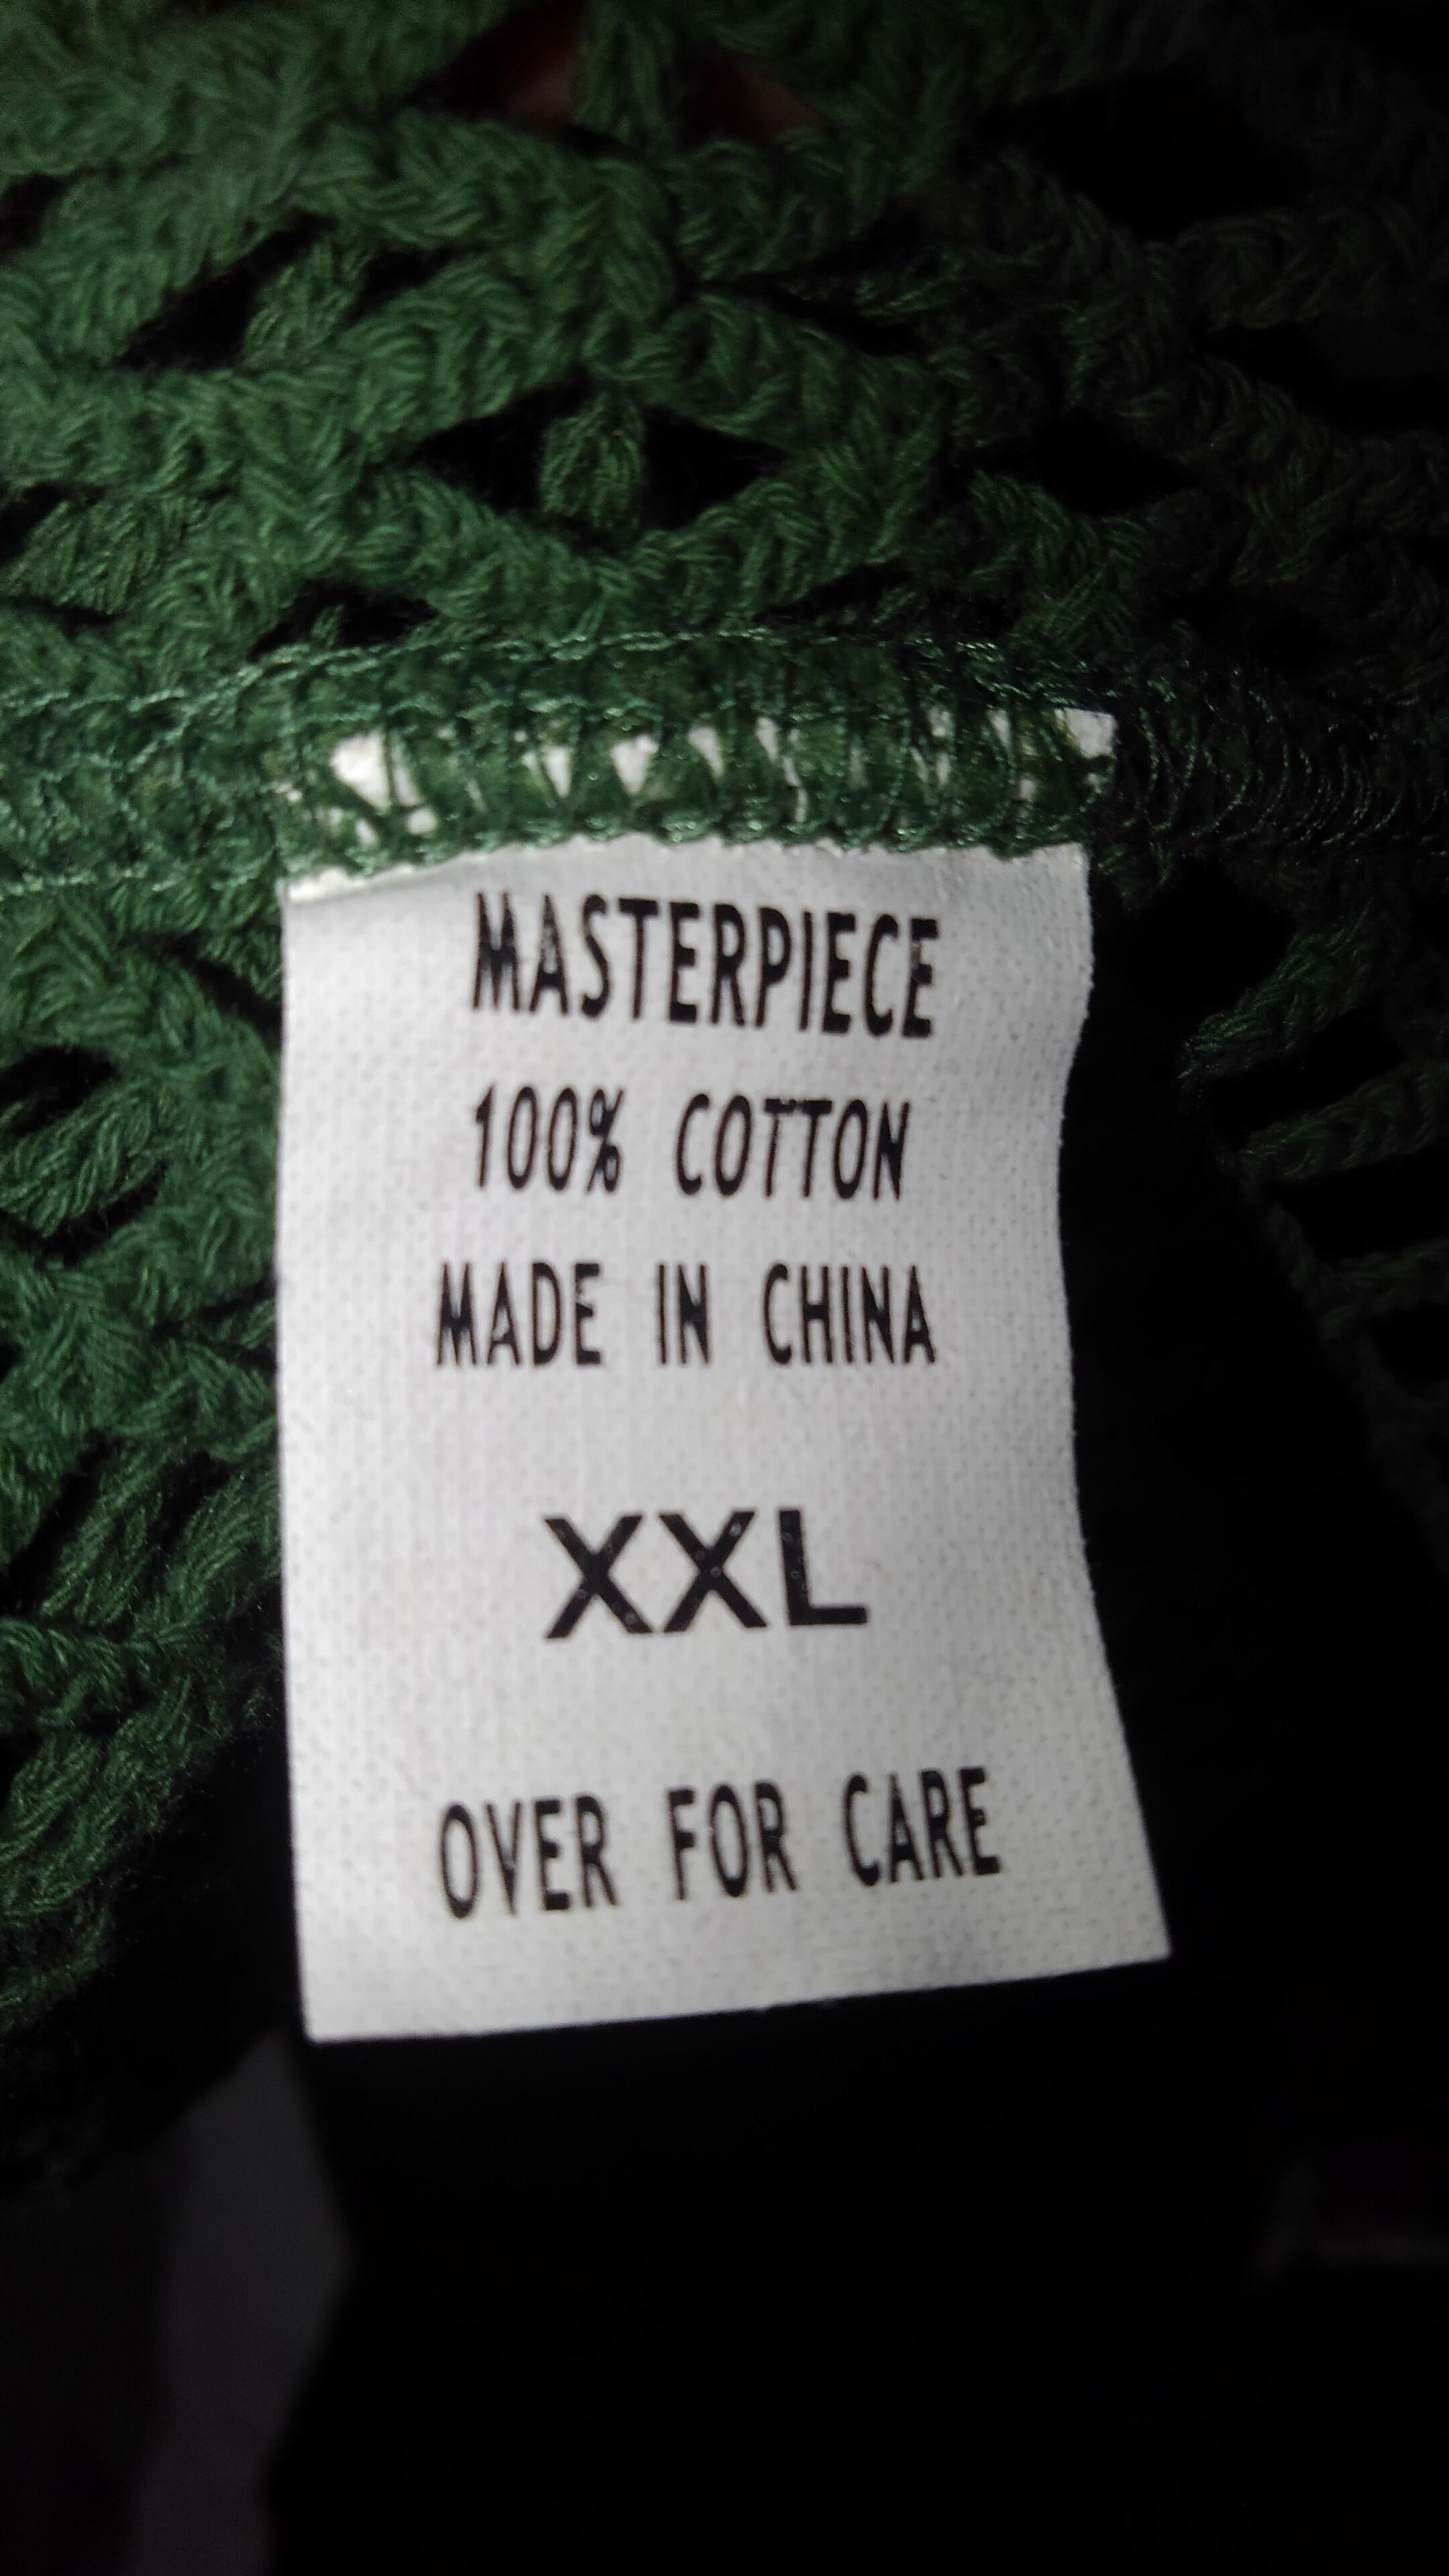 MASTERPIECE
100% COTTON
MADE IN CHINA
XXL
OVER FOR CARE